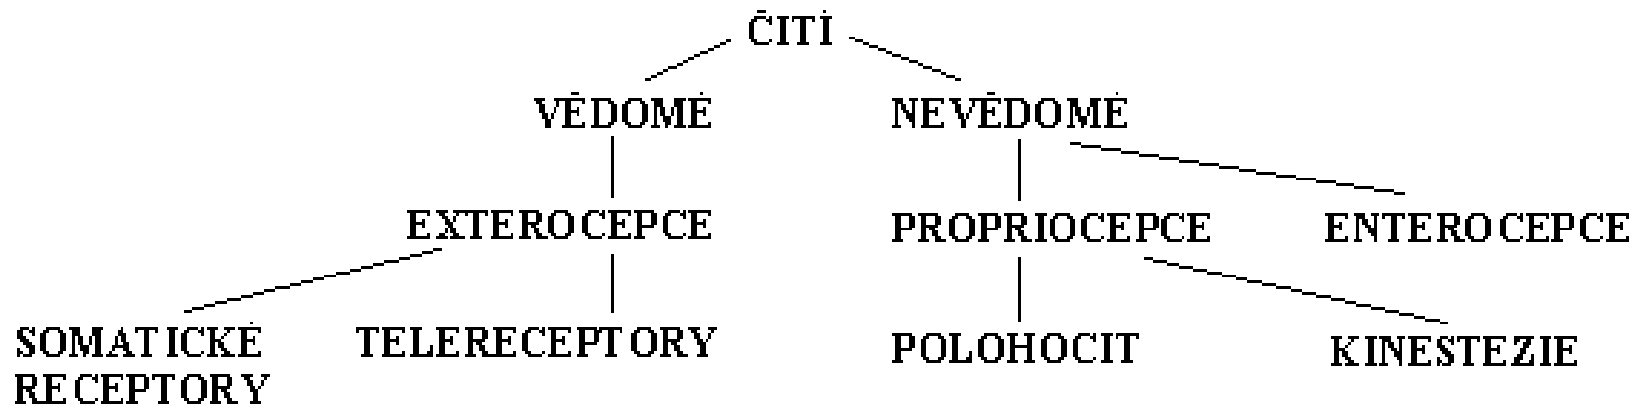 ČITÍ
VĚDOMÉ
NEVĚDOMÉ
EXTEROCEPCE
PROPRIOCEPCE
ENTEROCEPCE
SOMATICKÉ
RECEPTORY
TELERECEPTORY
POLOHOCIT
KINESTEZIE